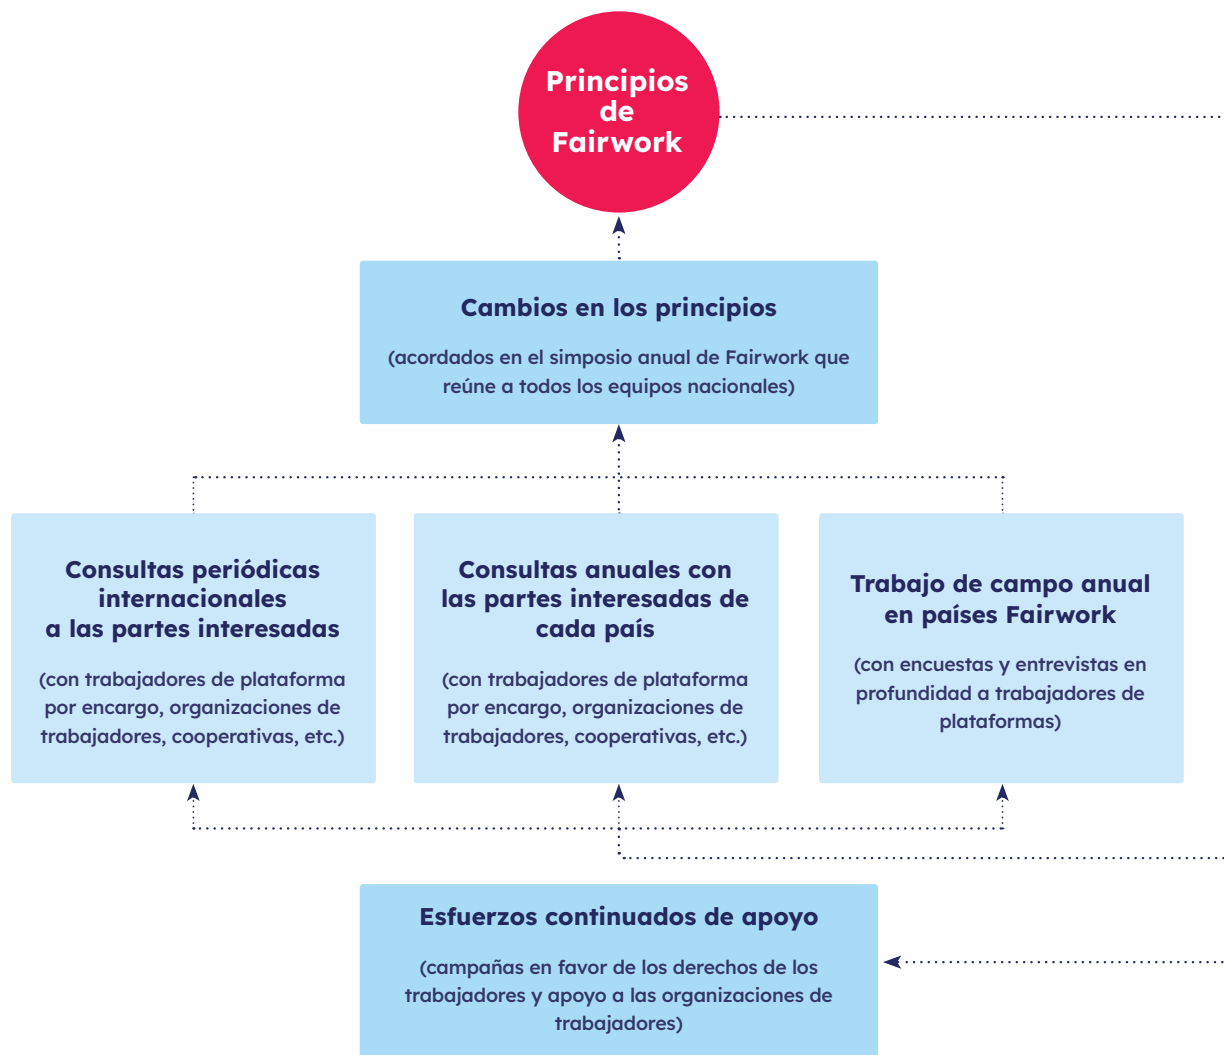 Principios
de
Fairwork
Cambios en los principios
(acordados en el simposio anual de Fairwork que
reúne a todos los equipos nacionales)
Consultas periódicas
internacionales
a las partes interesadas
(con trabajadores de plataforma
por encargo, organizaciones de
trabajadores, cooperativas, etc.)
Consultas anuales con
las partes interesadas de
cada país
(con trabajadores de plataforma
por encargo, organizaciones de
trabajadores, cooperativas, etc.)
Trabajo de campo anual
en países Fairwork
(con encuestas y entrevistas en
profundidad a trabajadores de
plataformas)
Esfuerzos continuados de apoyo
(campañas en favor de los derechos de los
trabajadores y apoyo a las organizaciones de
trabajadores)